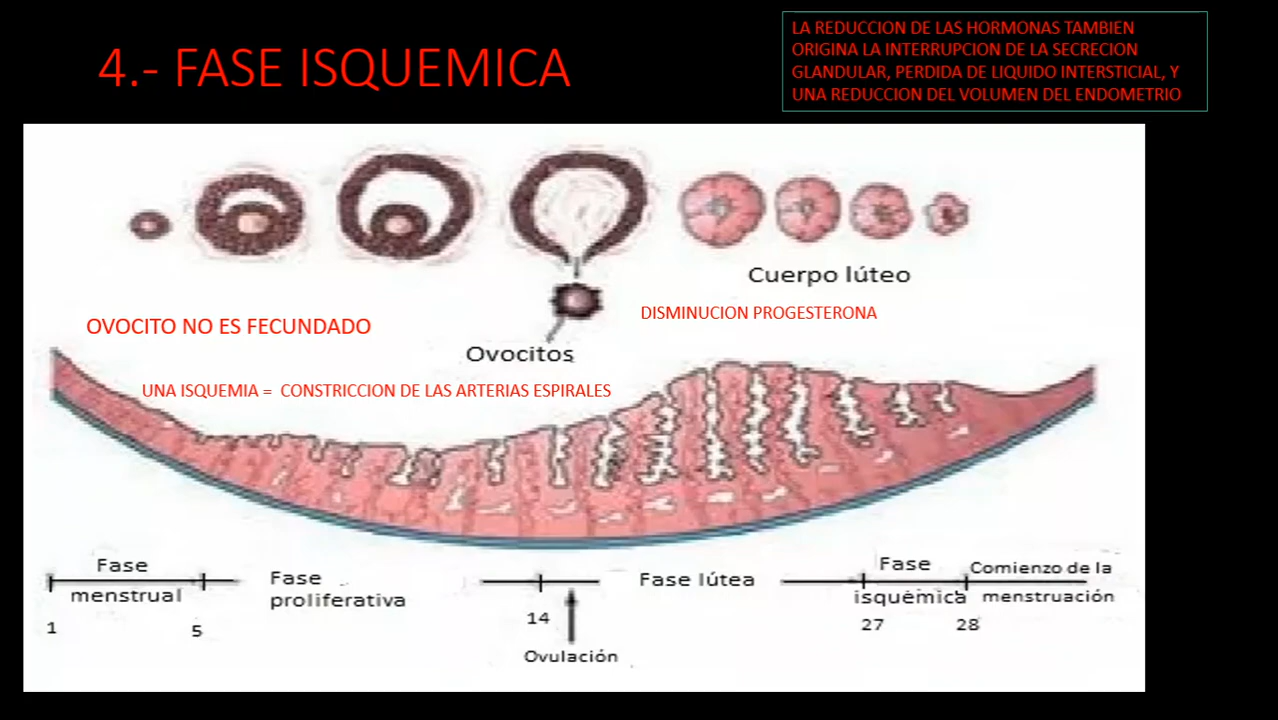 4.- FASE ISQUEMICA
LA REDUCCION DE LAS HORMONAS TAMBIEN
ORIGINA LA INTERRUPCION DE LA SECRECION
GLANDULAR, PERDIDA DE LIQUIDO INTERSTICIAL, Y
UNA REDUCCION DEL VOLUMEN DEL ENDOMETRIO
Cuerpo lúteo
DISMINUCION PROGESTERONA
OVOCITO NO ES FECUNDADO
Ovocitos
UNA ISQUEMIA = CONSTRICCION DE LAS ARTERIAS ESPIRALES
Fase
menstrual
Fase
proliferativa
Fase lútea
Fase
isquémica
Comienzo de la
menstruación
1
5
14
27
28
Ovulación